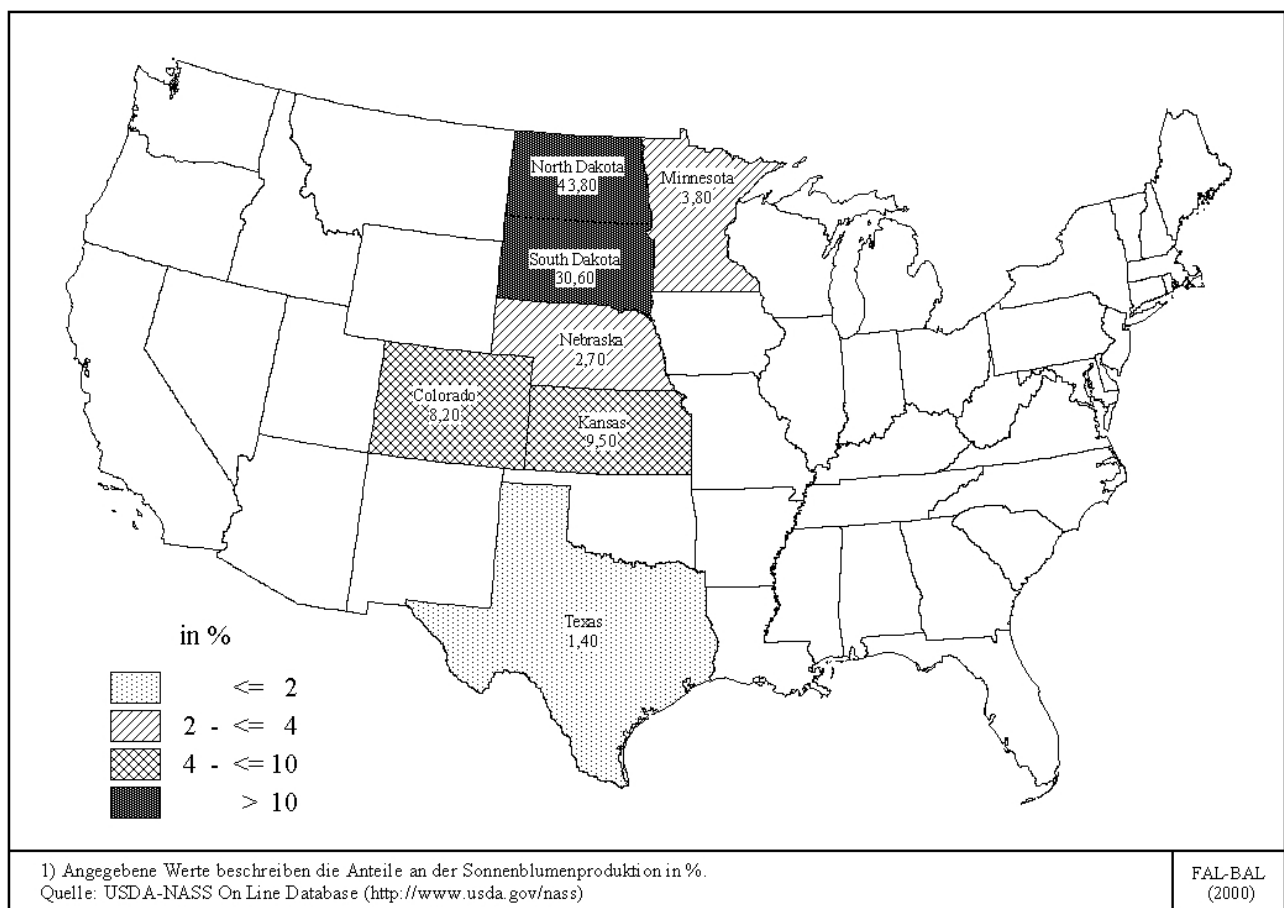 North Dakota
43,80
Minnesota
3,80
South Dakota
30,60
Nebraska
2,70
Colorado
8,20
Kansas
9,50
Texas
1,40
in %
<= 2
2 - <= 4
4 - <= 10
> 10
1) Angegebene Werte beschreiben die Anteile an der Sonnenblumenproduktion in %.
Quelle: USDA-NASS On Line Database (http://www.usda.gov/nass)
FAL-BAL
(2000)